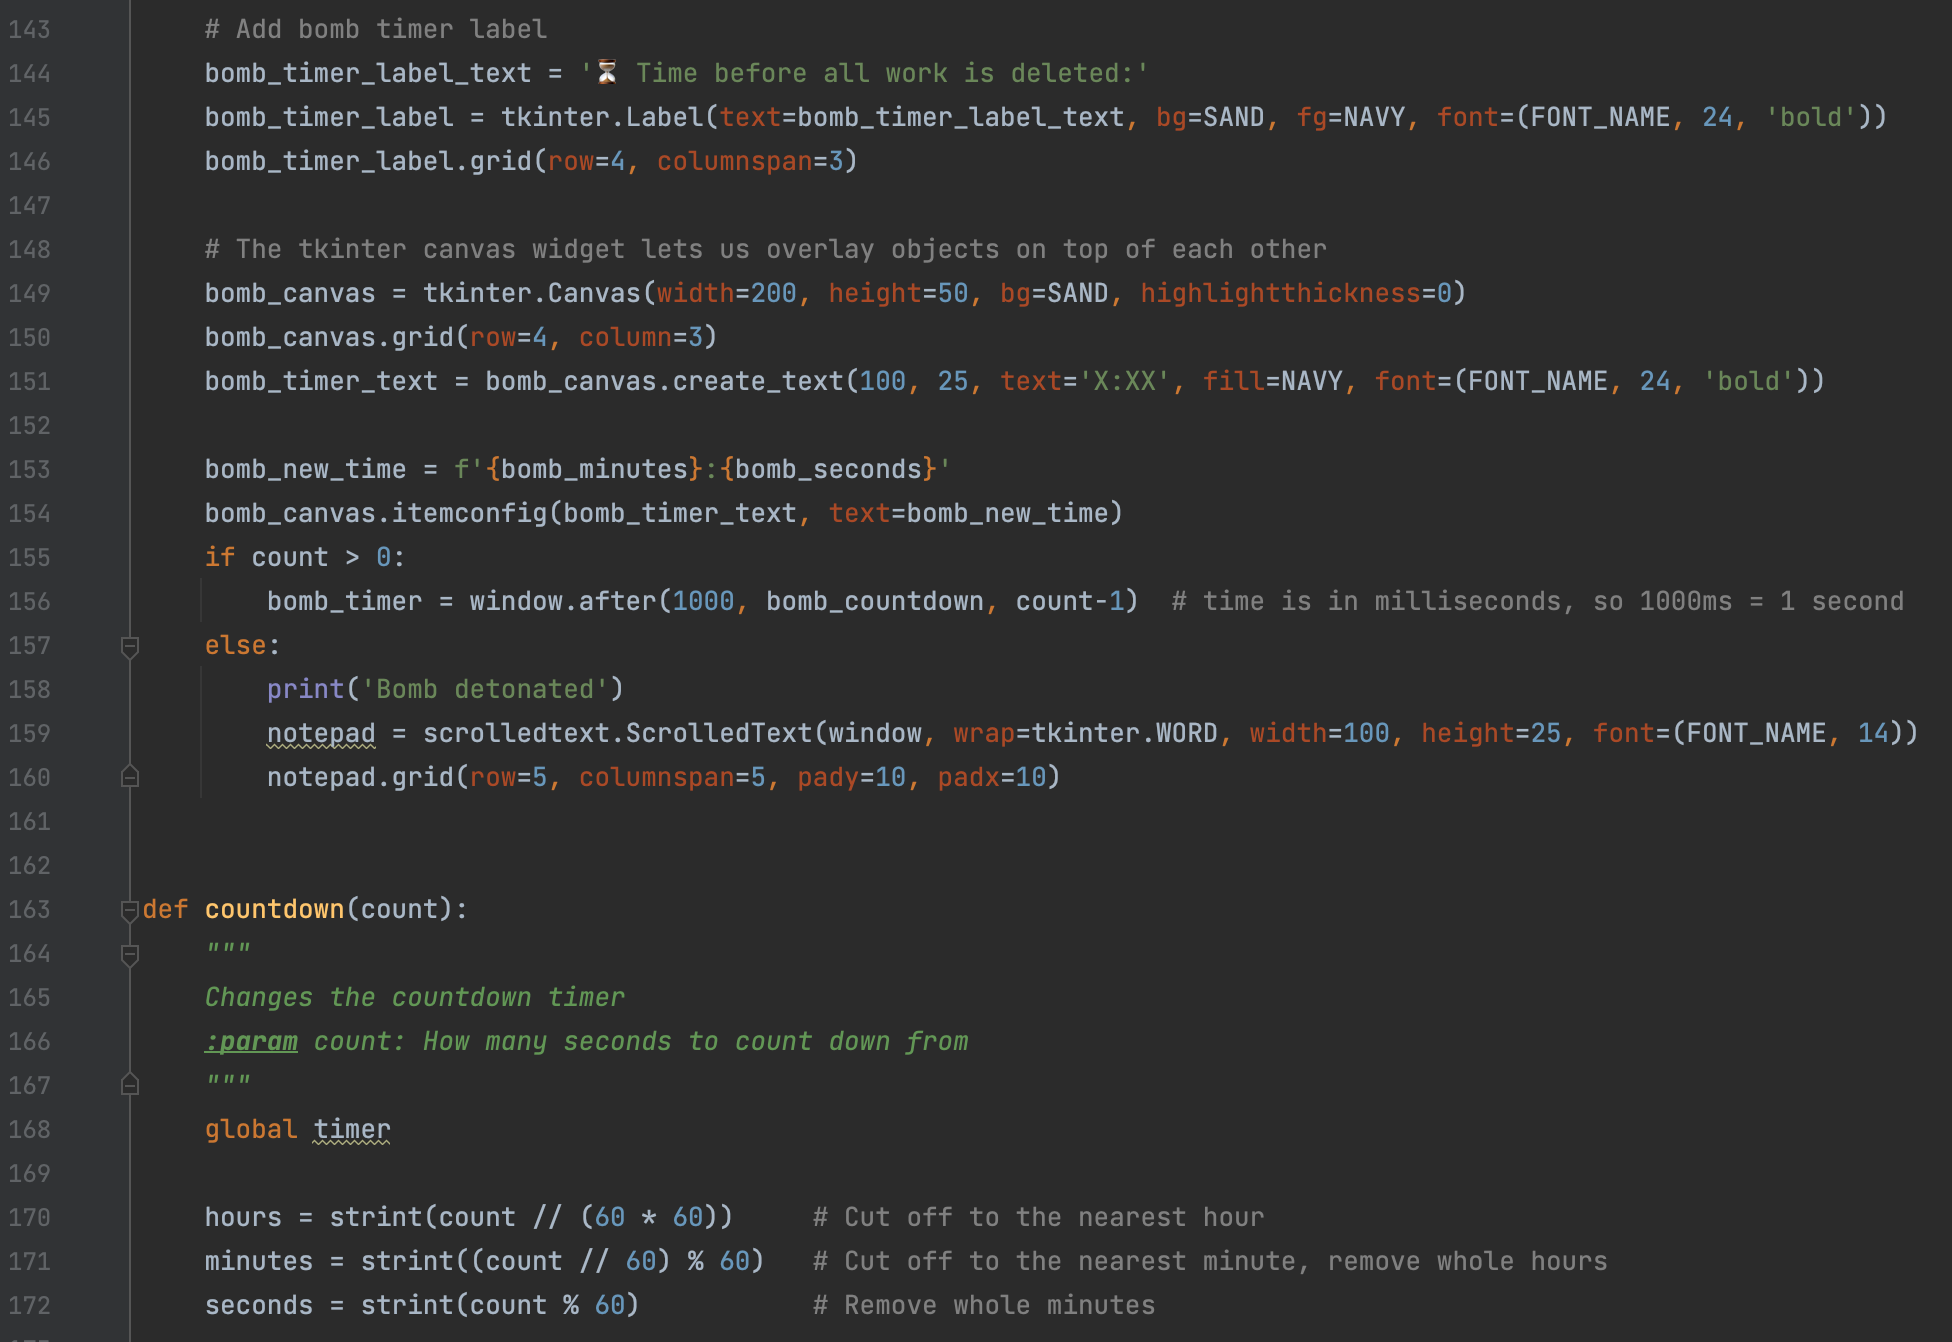 143     # Add bomb timer label
144     bomb_timer_label_text = '⏳ Time before all work is deleted:'
145     bomb_timer_label = tkinter.Label(text=bomb_timer_label_text, bg=SAND, fg=NAVY, font=(FONT_NAME, 24, 'bold'))
146     bomb_timer_label.grid(row=4, columnspan=3)
147
148     # The tkinter canvas widget lets us overlay objects on top of each other
149     bomb_canvas = tkinter.Canvas(width=200, height=50, bg=SAND, highlightthickness=0)
150     bomb_canvas.grid(row=4, column=3)
151     bomb_timer_text = bomb_canvas.create_text(100, 25, text='X:XX', fill=NAVY, font=(FONT_NAME, 24, 'bold'))
152
153     bomb_new_time = f'{bomb_minutes}:{bomb_seconds}'
154     bomb_canvas.itemconfig(bomb_timer_text, text=bomb_new_time)
155     if count > 0:
156         bomb_timer = window.after(1000, bomb_countdown, count-1)  # time is in milliseconds, so 1000ms = 1 second
157     else:
158         print('Bomb detonated')
159         notepad = scrolledtext.ScrolledText(window, wrap=tkinter.WORD, width=100, height=25, font=(FONT_NAME, 14))
160         notepad.grid(row=5, columnspan=5, pady=10, padx=10)
161
162
163 def countdown(count):
164     """
165     Changes the countdown timer
166     :param count: How many seconds to count down from
167     """
168     global timer
169
170     hours = strint(count // (60 * 60))     # Cut off to the nearest hour
171     minutes = strint((count // 60) % 60)   # Cut off to the nearest minute, remove whole hours
172     seconds = strint(count % 60)           # Remove whole minutes